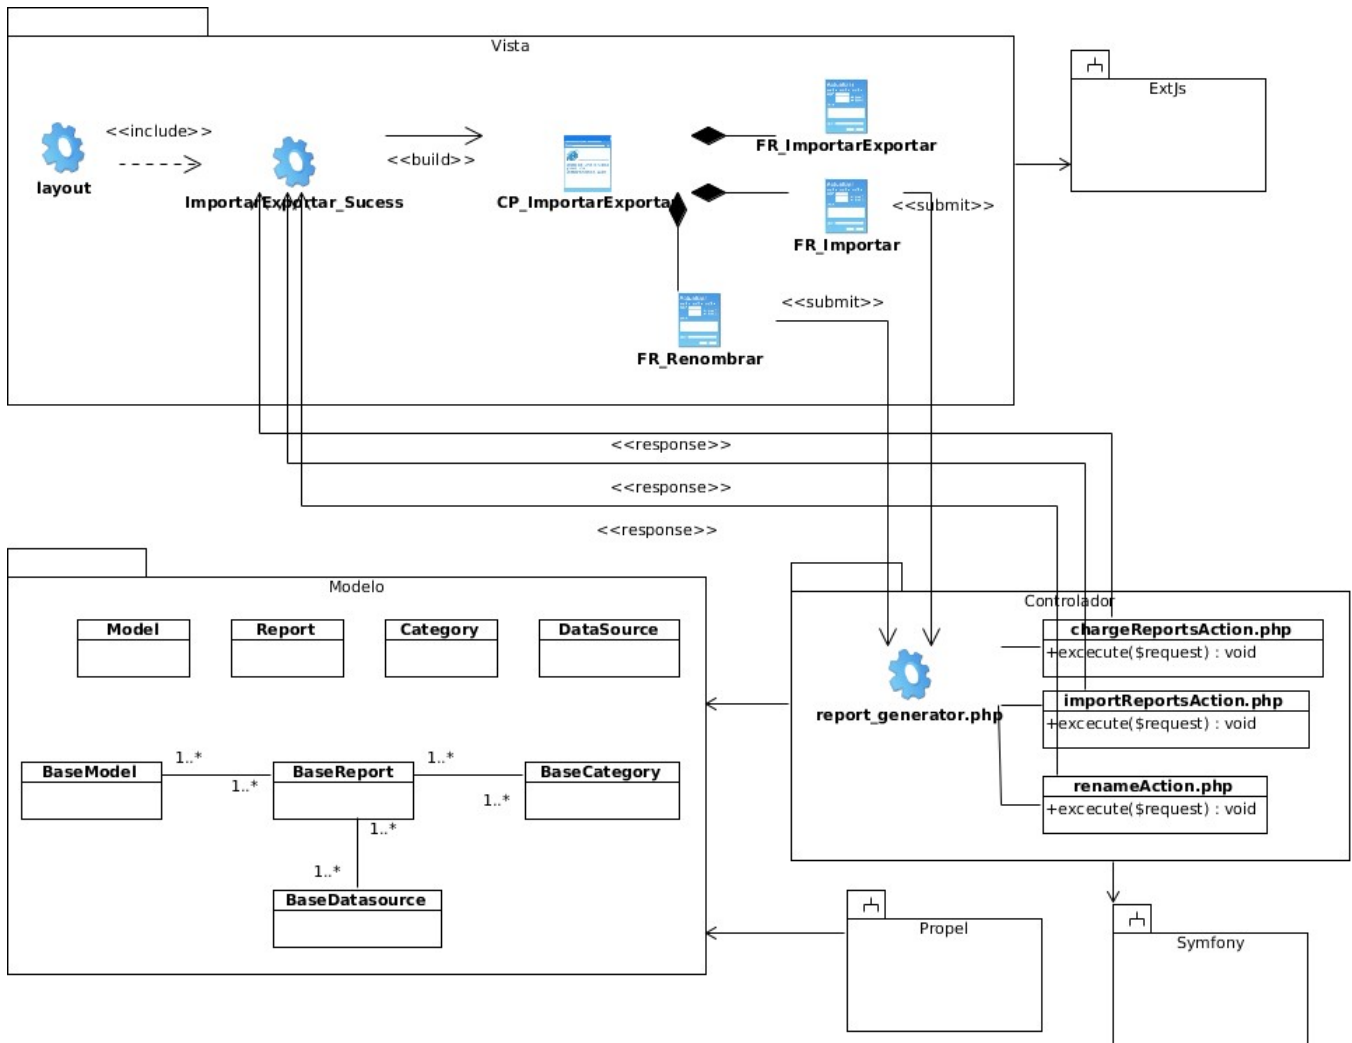 Vista
ExtJs
<<include>>
<<build>>
layout
ImportarExportar_Sucess
CP_ImportarExportar
FR_ImportarExportar
<<submit>>
FR_Importar
<<submit>>
FR_Renombrar
<<response>>
<<response>>
<<response>>
Modelo
Model
Report
Category
DataSource
BaseModel
1..*
1..*
BaseReport
1..*
1..*
BaseCategory
1..*
1..*
BaseDatasource
Controlador
report_generator.php
chargeReportsAction.php
+excecute($request) : void
importReportsAction.php
+excecute($request) : void
renameAction.php
+excecute($request) : void
Propel
Symfony